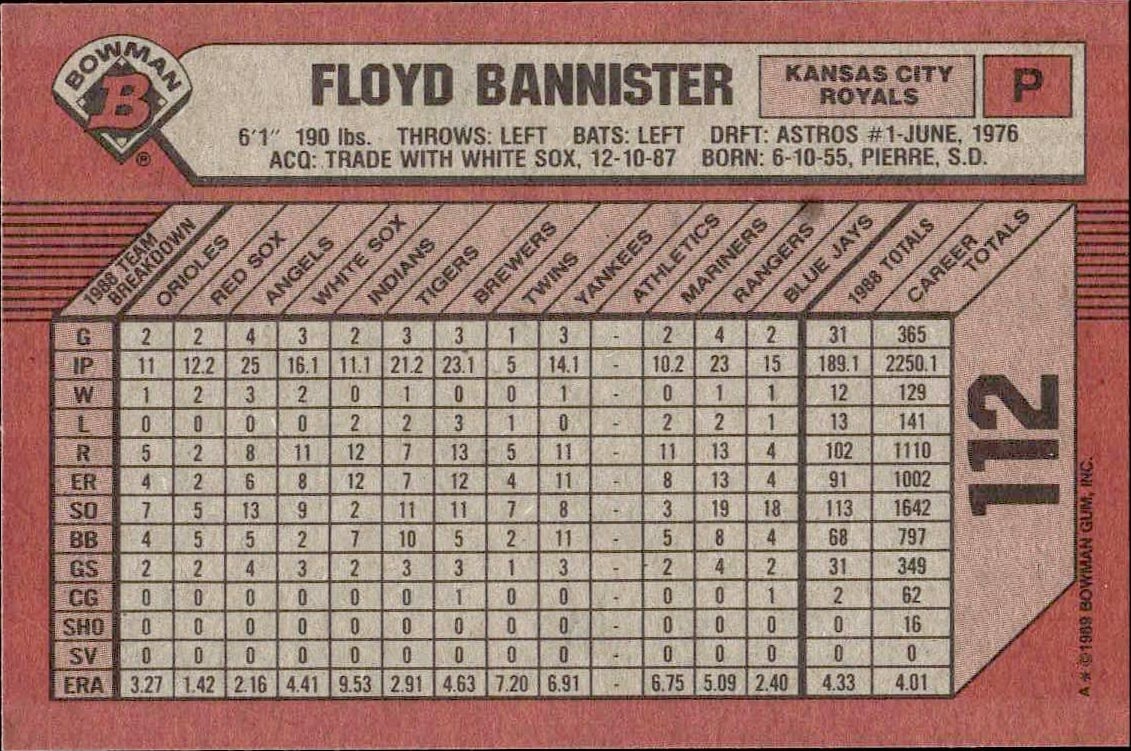 BOWMAN
B
®
FLOYD BANNISTER
KANSAS CITY
ROYALS
P
6'1" 190 lbs. THROWS: LEFT BATS: LEFT DRFT: ASTROS #1-JUNE, 1976
ACQ: TRADE WITH WHITE SOX, 12-10-87 BORN: 6-10-55, PIERRE, S.D.
1988 TEAM BREAKDOWN ORIOLES RED SOX ANGELS WHITE SOX INDIANS TIGERS BREWERS TWINS YANKEES ATHLETICS MARINERS RANGERS BLUE JAYS 1988 TOTALS CAREER TOTALS
G 2 2 4 3 2 3 3 1 3 - 2 4 2 31 365
IP 11 12.2 25 16.1 11.1 21.2 23.1 5 14.1 - 10.2 23 15 189.1 2250.1
W 1 2 3 2 0 1 0 0 1 - 0 1 1 12 129
L 0 0 0 0 2 2 3 1 0 - 2 2 1 13 141
R 5 2 8 11 12 7 13 5 11 - 11 13 4 102 1110
ER 4 2 6 8 12 7 12 4 11 - 8 13 4 91 1002
SO 7 5 13 9 2 11 11 7 8 - 3 19 18 113 1642
BB 4 5 5 2 7 10 5 2 11 - 5 8 4 68 797
GS 2 2 4 3 2 3 3 1 3 - 2 4 2 31 349
CG 0 0 0 0 0 0 1 0 0 - 0 0 1 2 62
SHO 0 0 0 0 0 0 0 0 0 - 0 0 0 0 16
SV 0 0 0 0 0 0 0 0 0 - 0 0 0 0 0
ERA 3.27 1.42 2.16 4.41 9.53 2.91 4.63 7.20 6.91 - 6.75 5.09 2.40 4.33 4.01
112
A * ©1989 BOWMAN GUM, INC.